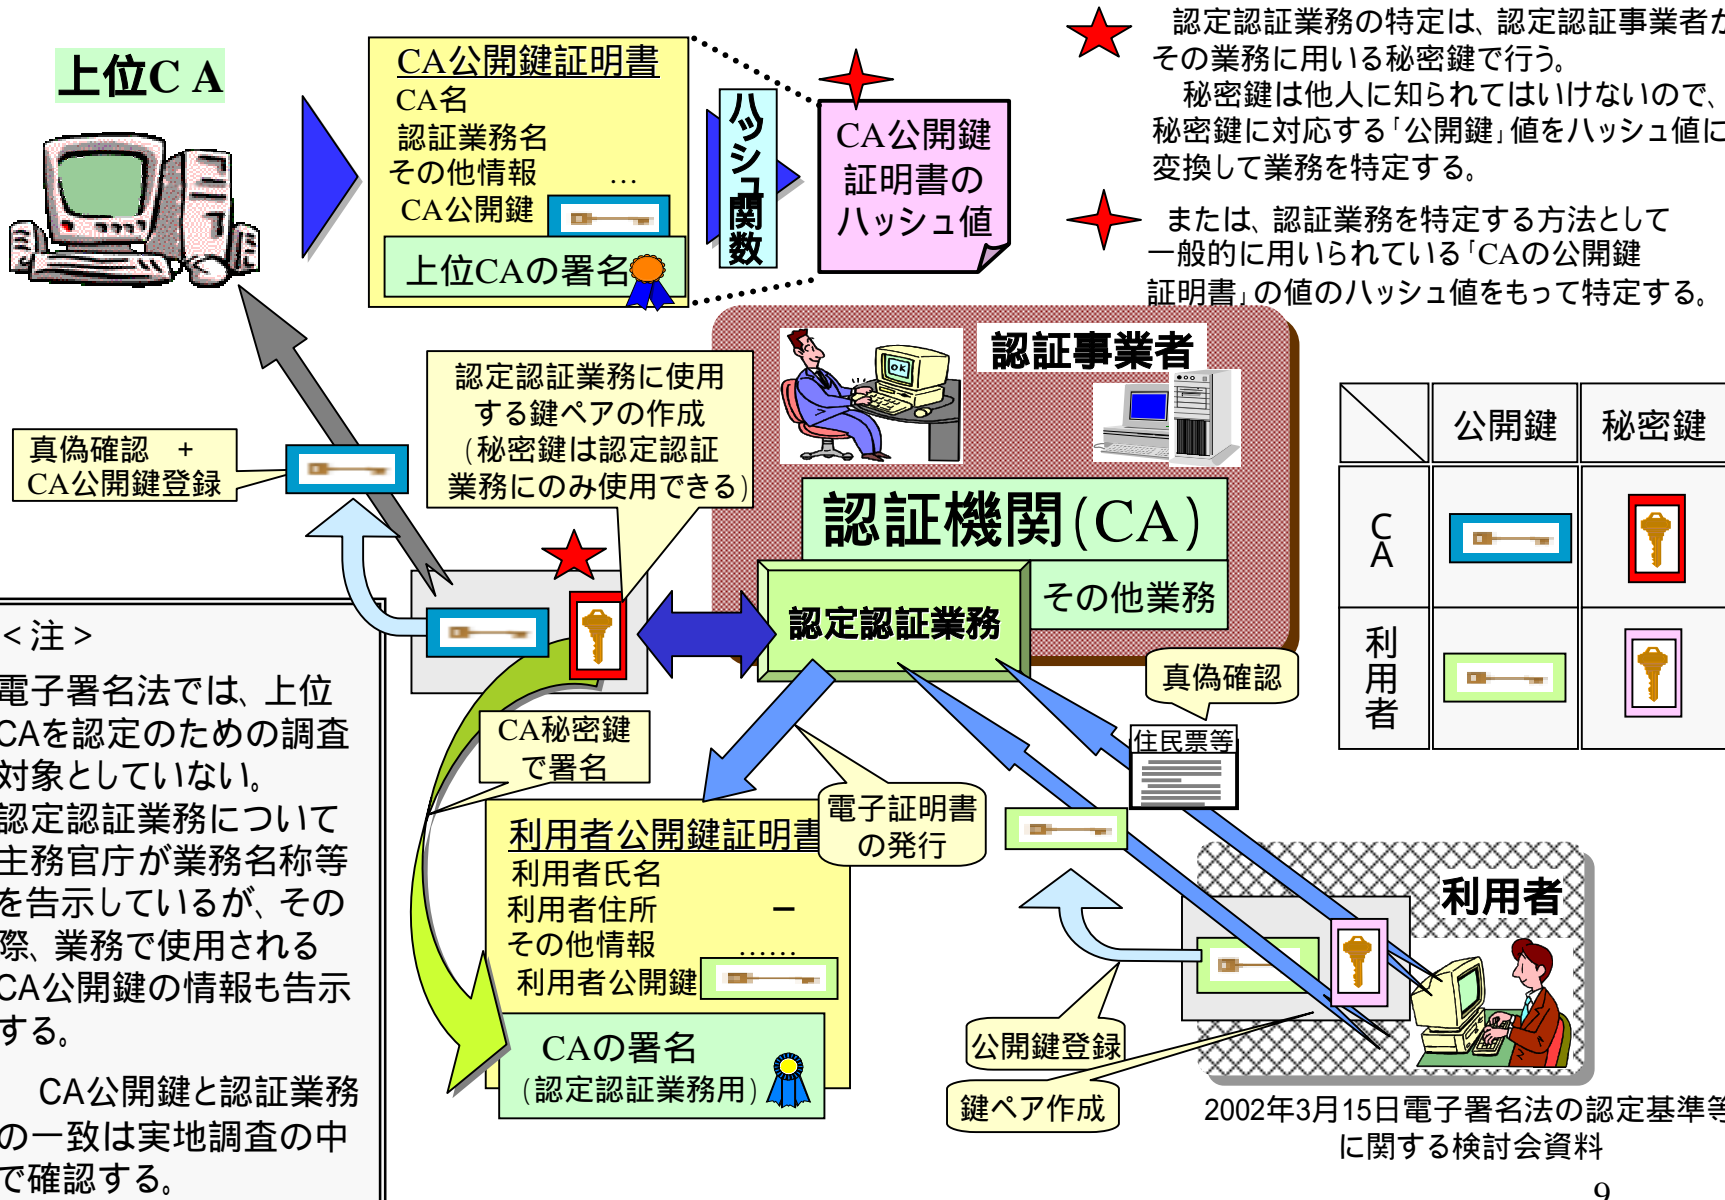 上位C A
CA公開鍵証明書
CA名
認証業務名
その他情報 …
CA公開鍵
上位CAの署名
ハッシュ関数
CA公開鍵
証明書の
ハッシュ値
認定認証業務の特定は、認定認証事業者が
その業務に用いる秘密鍵で行う。
秘密鍵は他人に知られてはいけないので、
秘密鍵に対応する「公開鍵」値をハッシュ値に
変換して業務を特定する。
または、認証業務を特定する方法として
一般的に用いられている「CAの公開鍵
証明書」の値のハッシュ値をもって特定する。
認証事業者
OK
認定認証業務に使用
する鍵ペアの作成
(秘密鍵は認定認証
業務にのみ使用できる)
真偽確認 +
CA公開鍵登録
認証機関(CA)
その他業務
認定認証業務
公開鍵 秘密鍵
CA
利用者
真偽確認
住民票等
<注>
電子署名法では、上位
CAを認定のための調査
対象としていない。
認定認証業務について
主務官庁が業務名称等
を告示しているが、その
際、業務で使用される
CA公開鍵の情報も告示
する。
CA公開鍵と認証業務
の一致は実地調査の中
で確認する。
CA秘密鍵
で署名
電子証明書
の発行
利用者公開鍵証明書
利用者氏名
利用者住所 ー
その他情報 ……
利用者公開鍵
CAの署名
(認定認証業務用)
利用者
公開鍵登録
鍵ペア作成
2002年3月15日電子署名法の認定基準等
に関する検討会資料
9